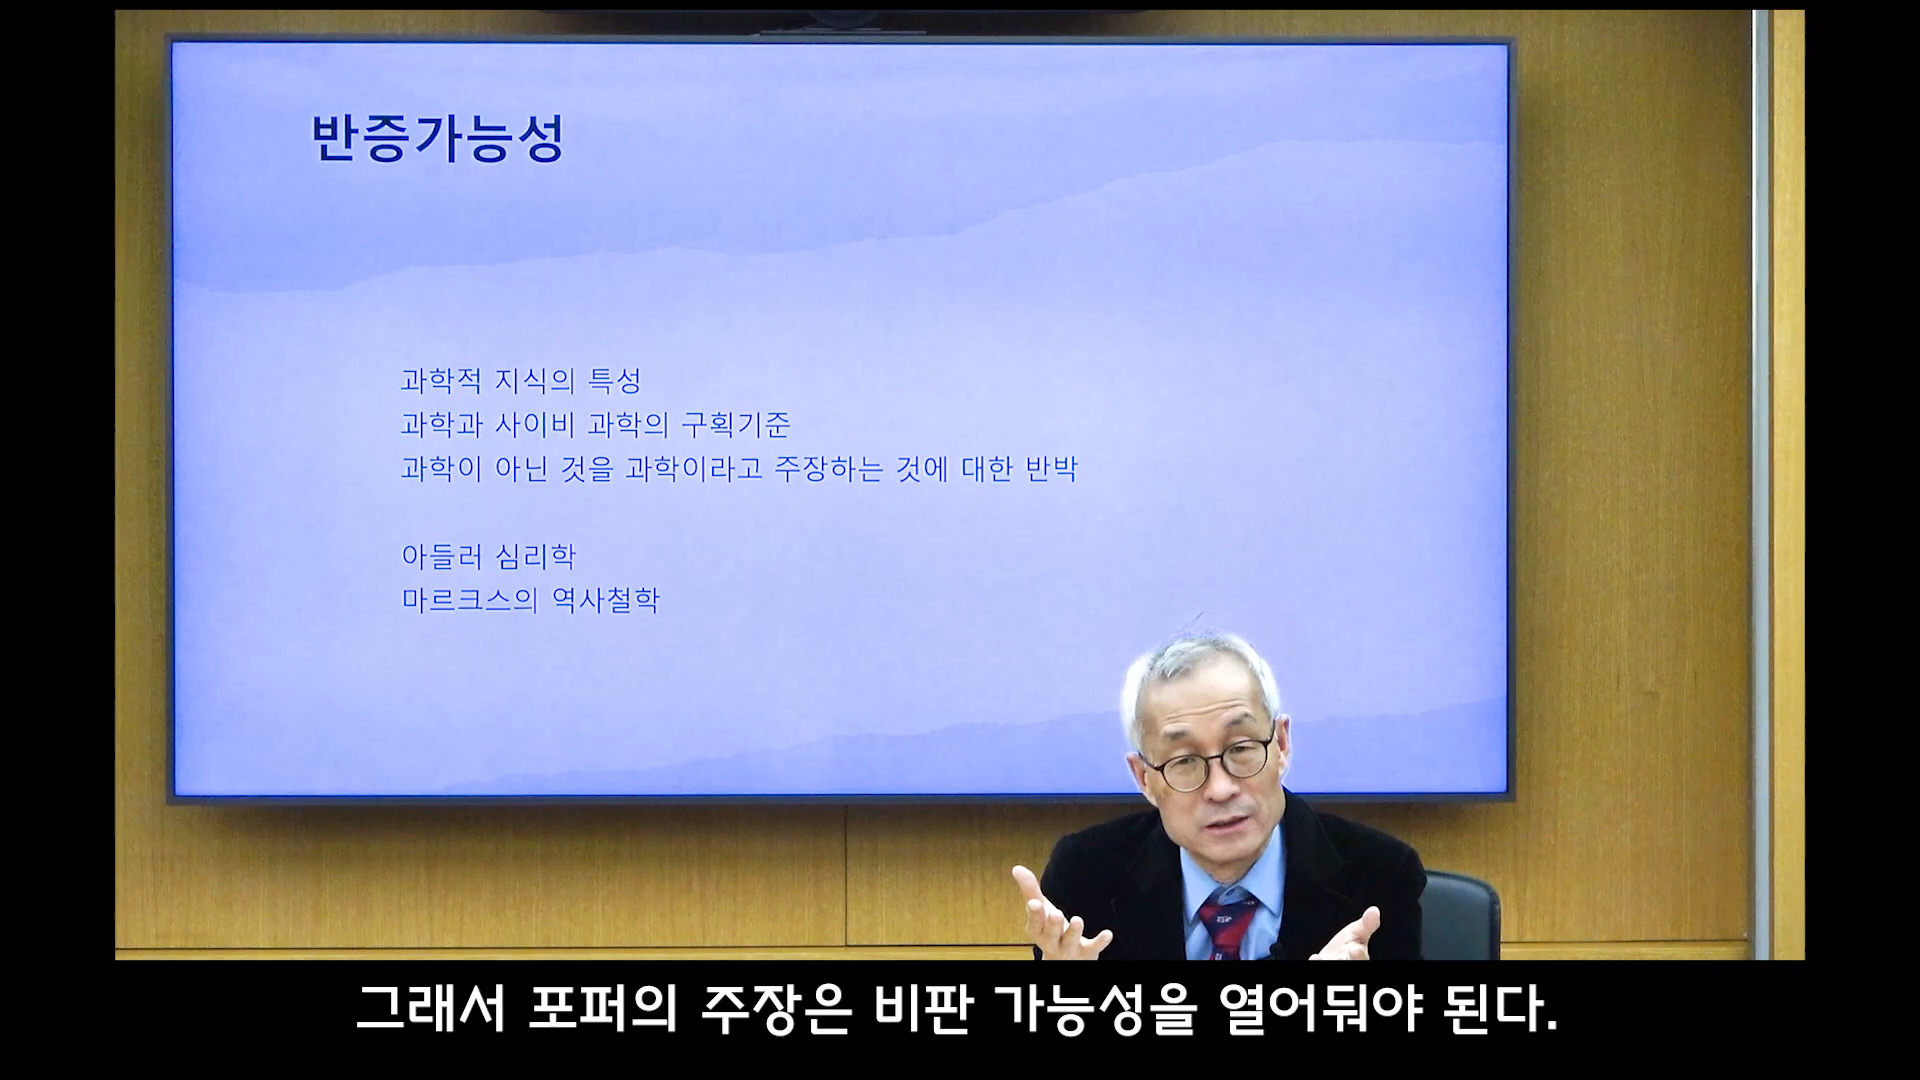 반증가능성
과학적 지식의 특성
과학과 사이비 과학의 구획기준
과학이 아닌 것을 과학이라고 주장하는 것에 대한 반박
아들러 심리학
마르크스의 역사철학
그래서 포퍼의 주장은 비판 가능성을 열어둬야 된다.